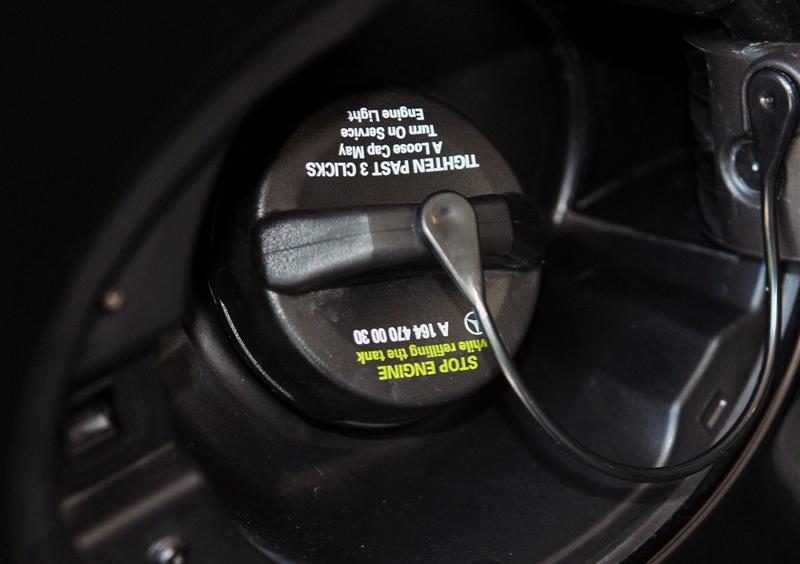 STOP ENGINE
while refilling the tank
A 164 470 00 30
TIGHTEN PAST 3 CLICKS
A Loose Cap May
Turn On Service
Engine Light